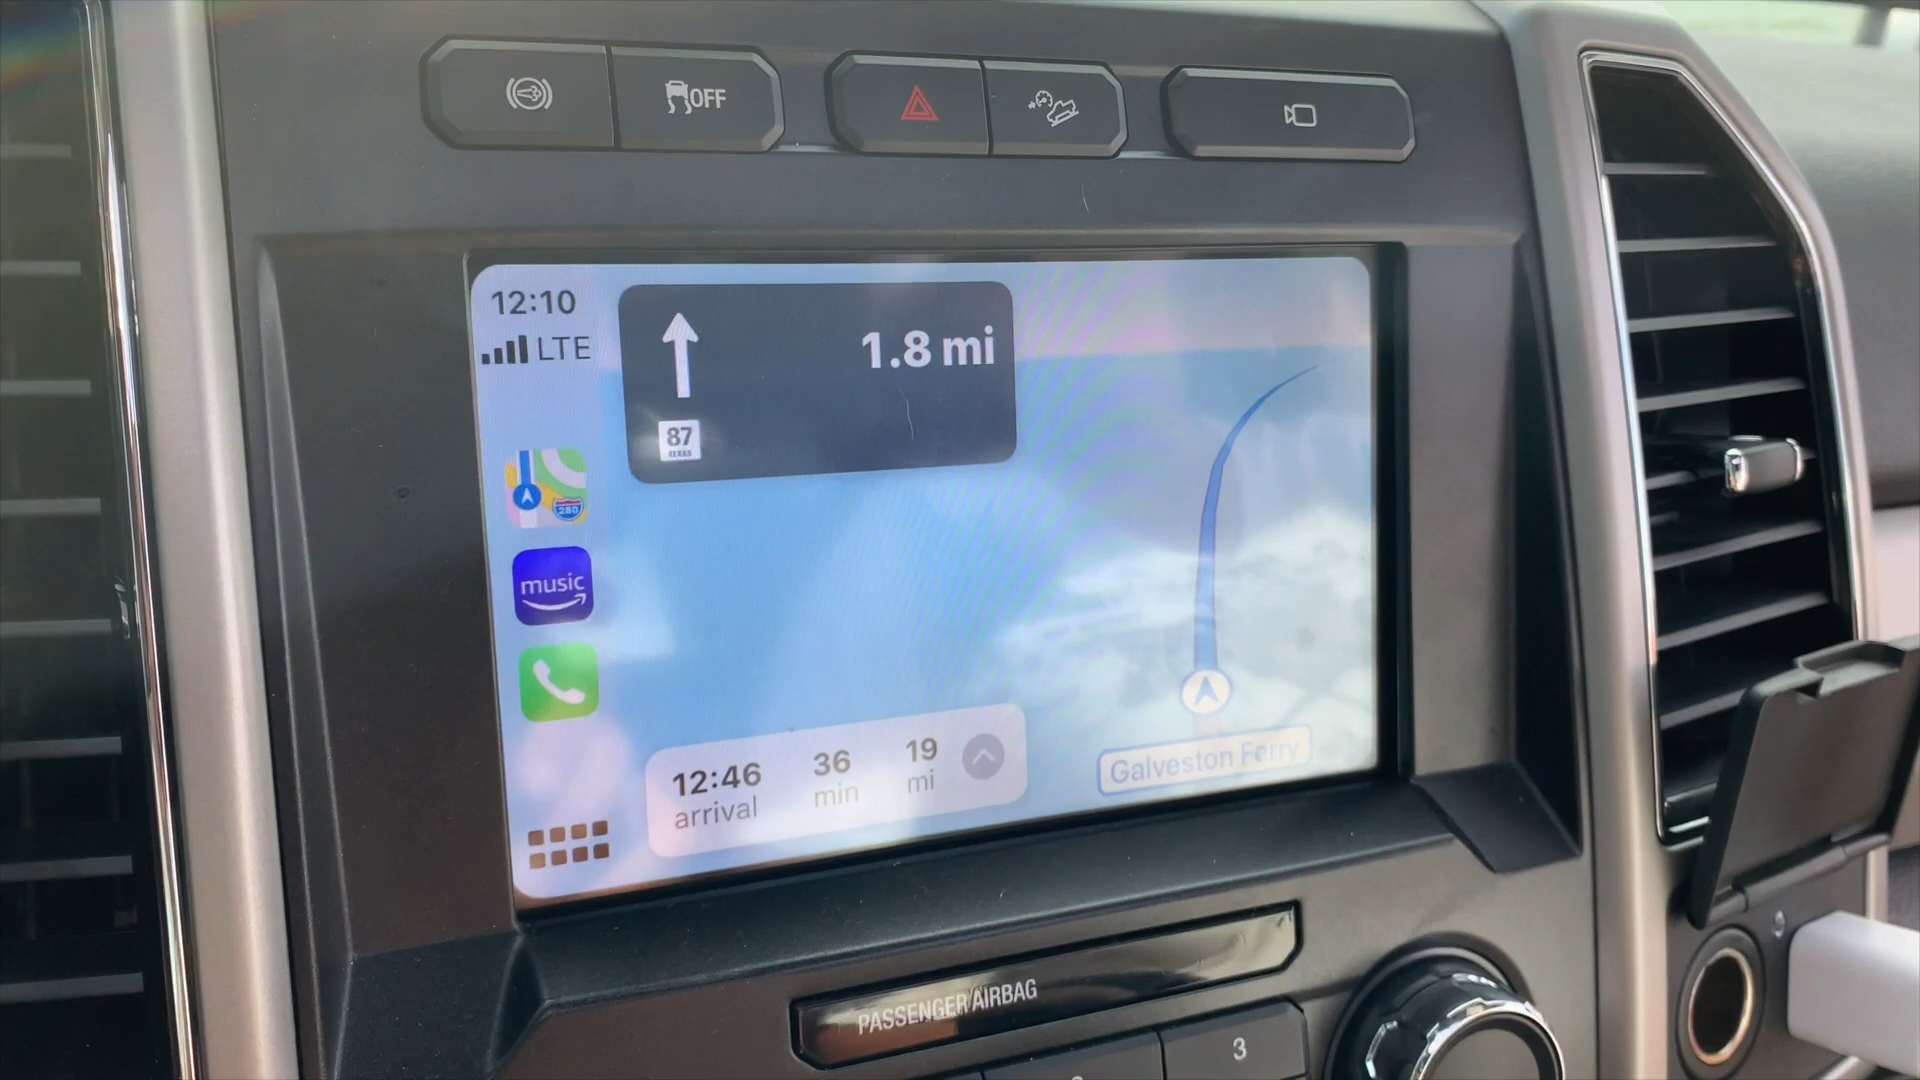 OFF
12:10
LTE
1.8 mi
87
TEXAS
280
music
12:46
arrival
36
min
19
mi
Galveston Ferry
PASSENGER AIRBAG
3